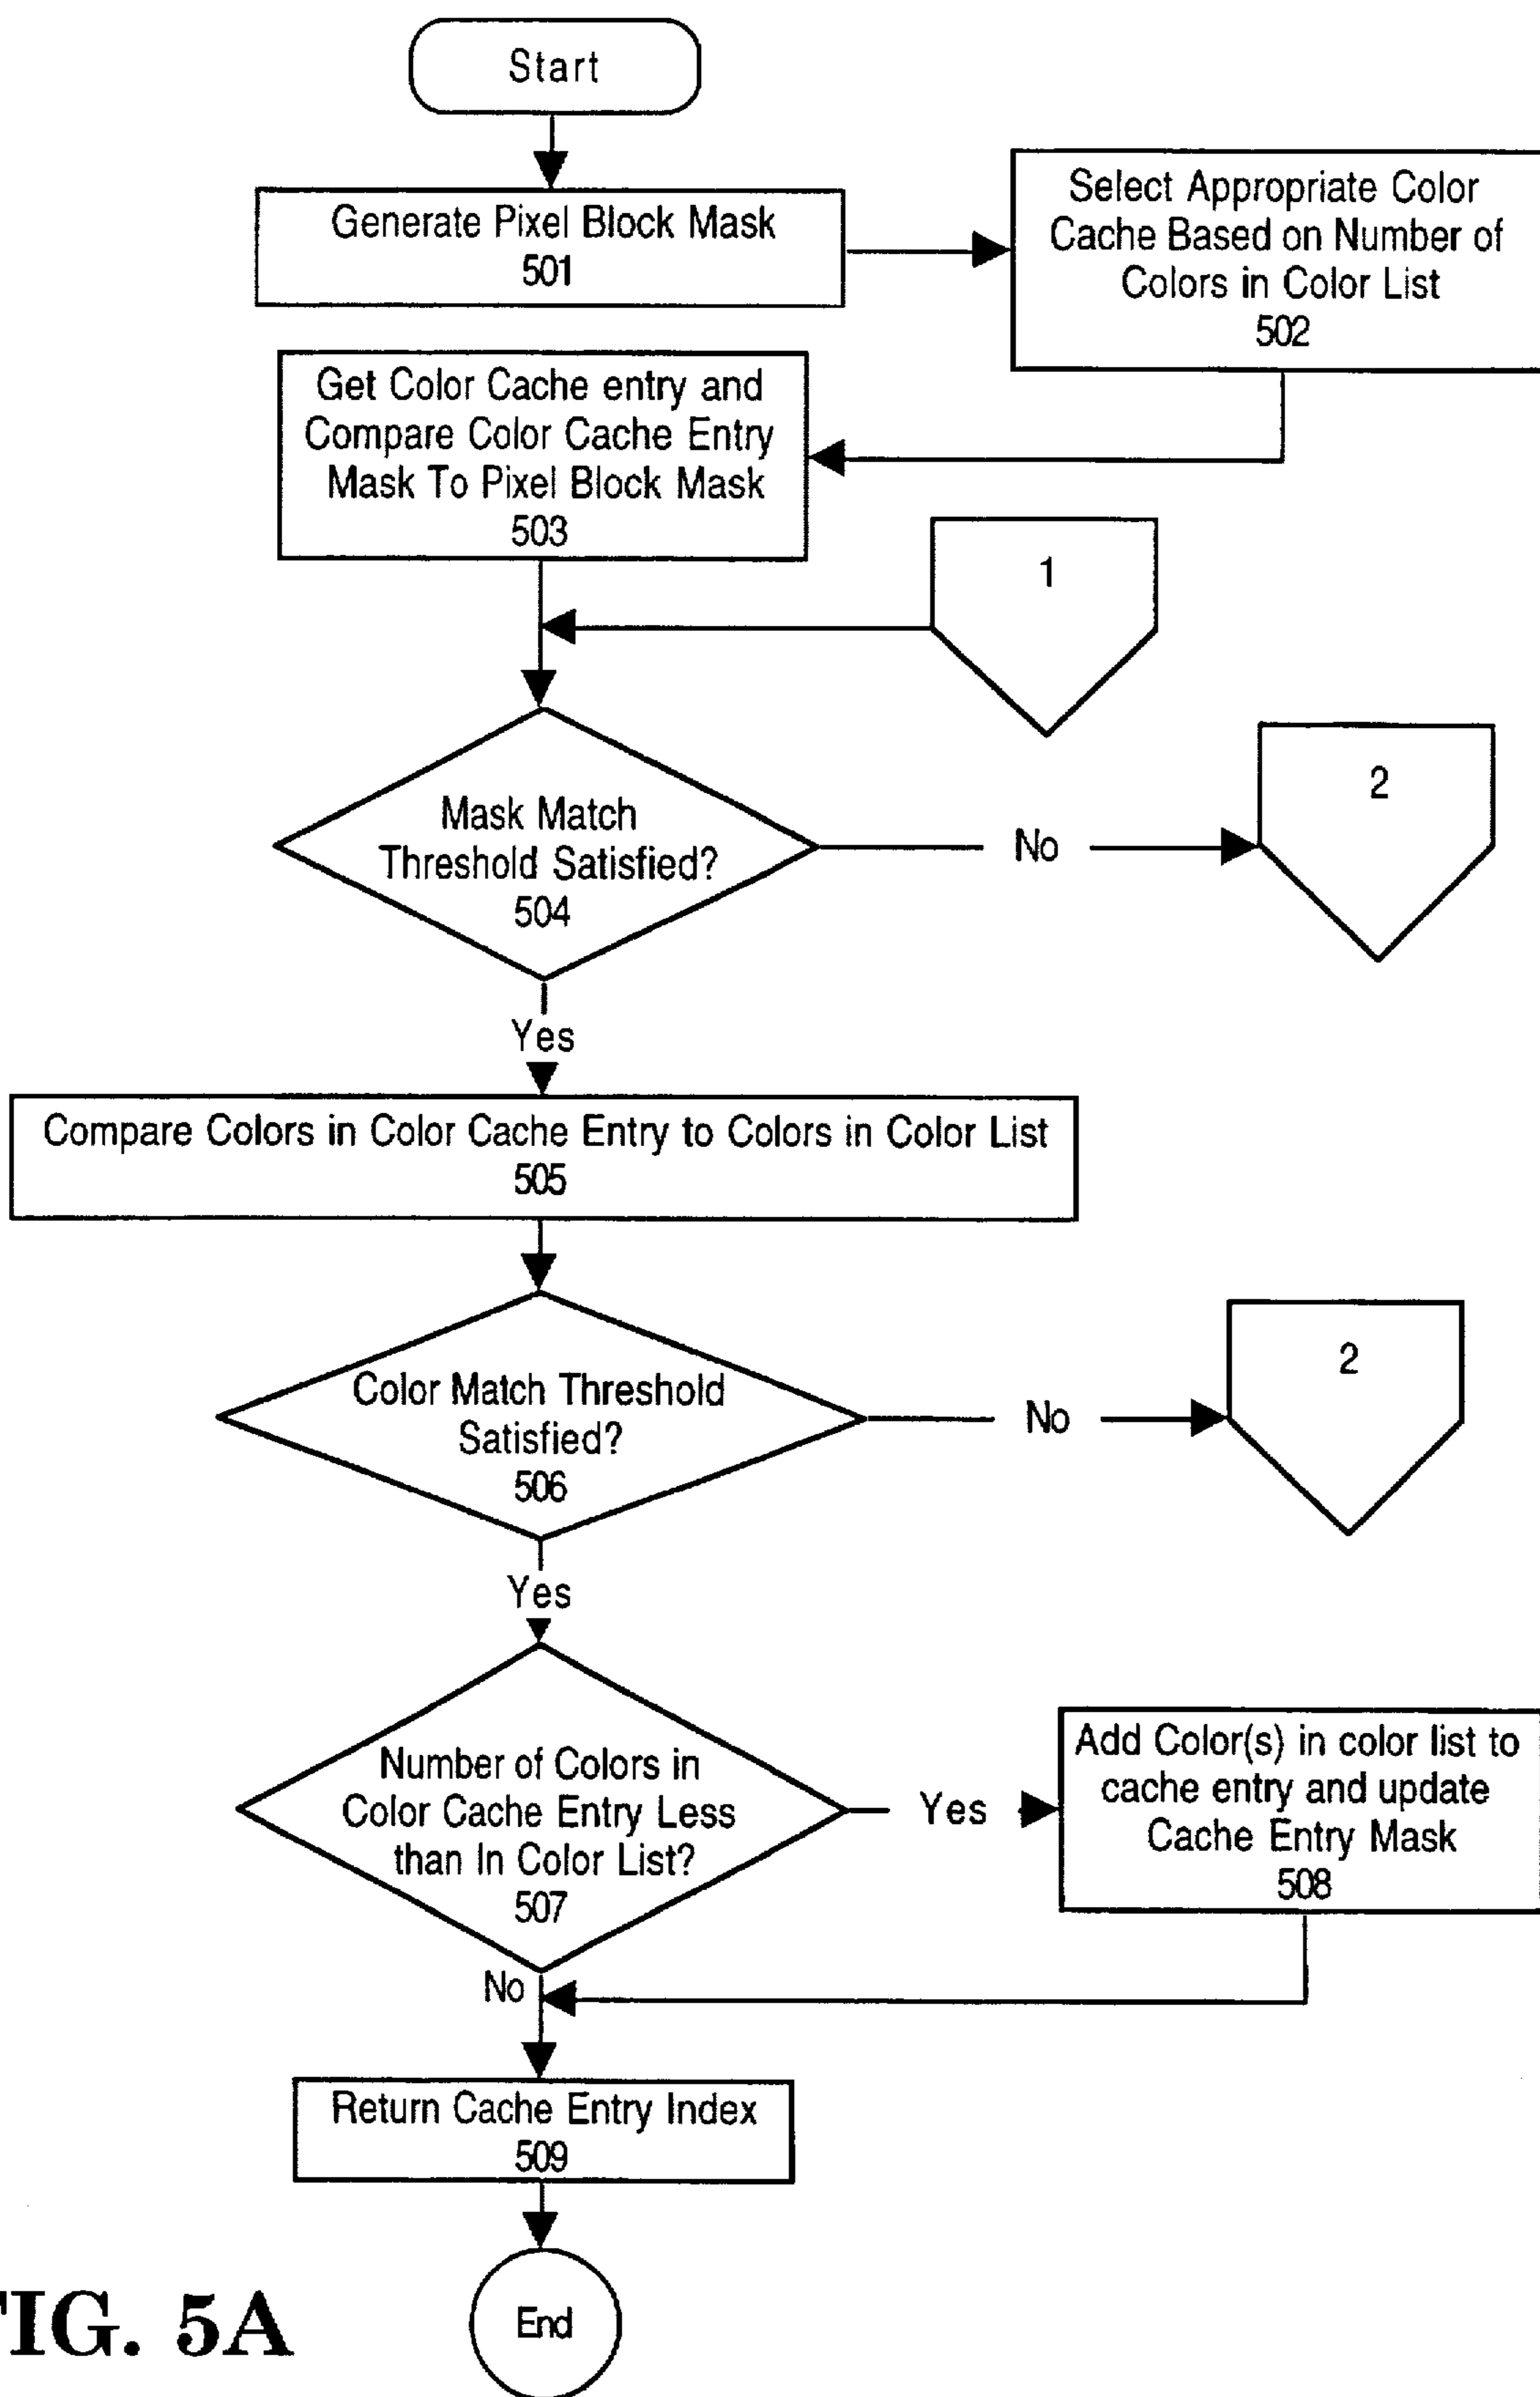 Start
Generate Pixel Block Mask
501
Select Appropriate Color
Cache Based on Number of
Colors in Color List
502
Get Color Cache entry and
Compare Color Cache Entry
Mask To Pixel Block Mask
503
1
Mask Match
Threshold Satisfied?
504
No
2
Yes
Compare Colors in Color Cache Entry to Colors in Color List
505
Color Match Threshold
Satisfied?
506
No
2
Yes
Number of Colors in
Color Cache Entry Less
than In Color List?
507
Yes
Add Color(s) in color list to
cache entry and update
Cache Entry Mask
508
No
Return Cache Entry Index
509
End
FIG. 5A